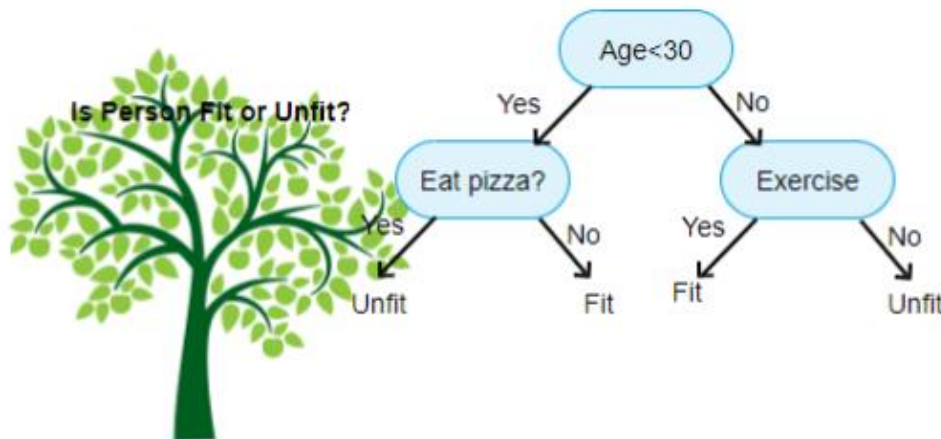 Is Person Fit or Unfit?
Age<30
Yes
No
Eat pizza?
Exercise
Yes
No
Yes
No
Unfit
Fit
Fit
Unfit